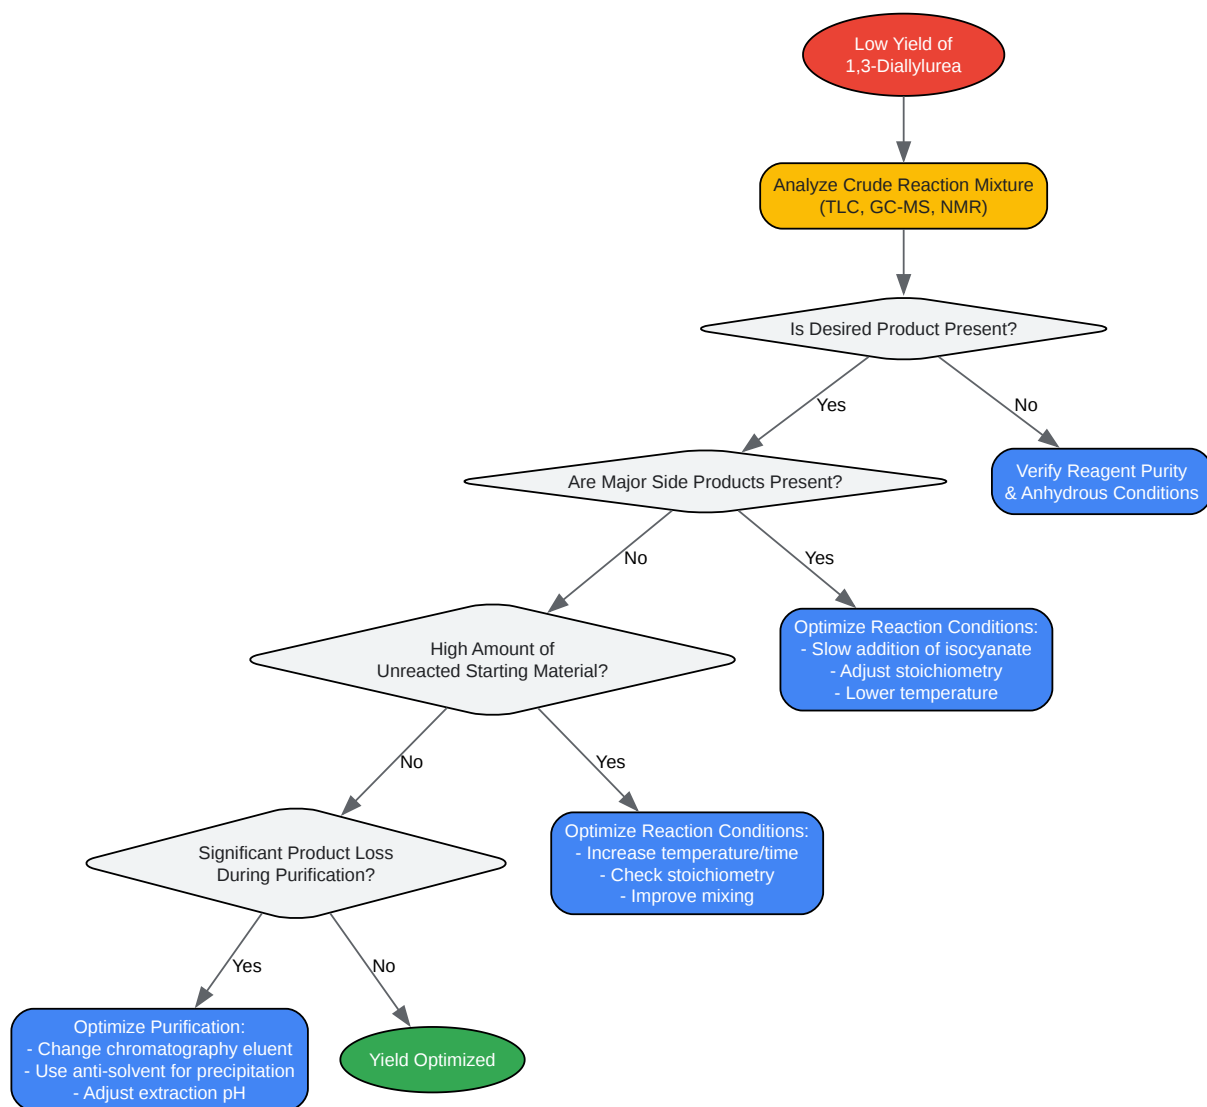 Low Yield of
1,3-Diallylurea
Analyze Crude Reaction Mixture
(TLC, GC-MS, NMR)
Is Desired Product Present?
Yes
No
Are Major Side Products Present?
Verify Reagent Purity
& Anhydrous Conditions
No
Yes
High Amount of
Unreacted Starting Material?
Optimize Reaction Conditions:
- Slow addition of isocyanate
- Adjust stoichiometry
- Lower temperature
No
Yes
Significant Product Loss
During Purification?
Optimize Reaction Conditions:
- Increase temperature/time
- Check stoichiometry
- Improve mixing
Yes
No
Optimize Purification:
- Change chromatography eluent
- Use anti-solvent for precipitation
- Adjust extraction pH
Yield Optimized